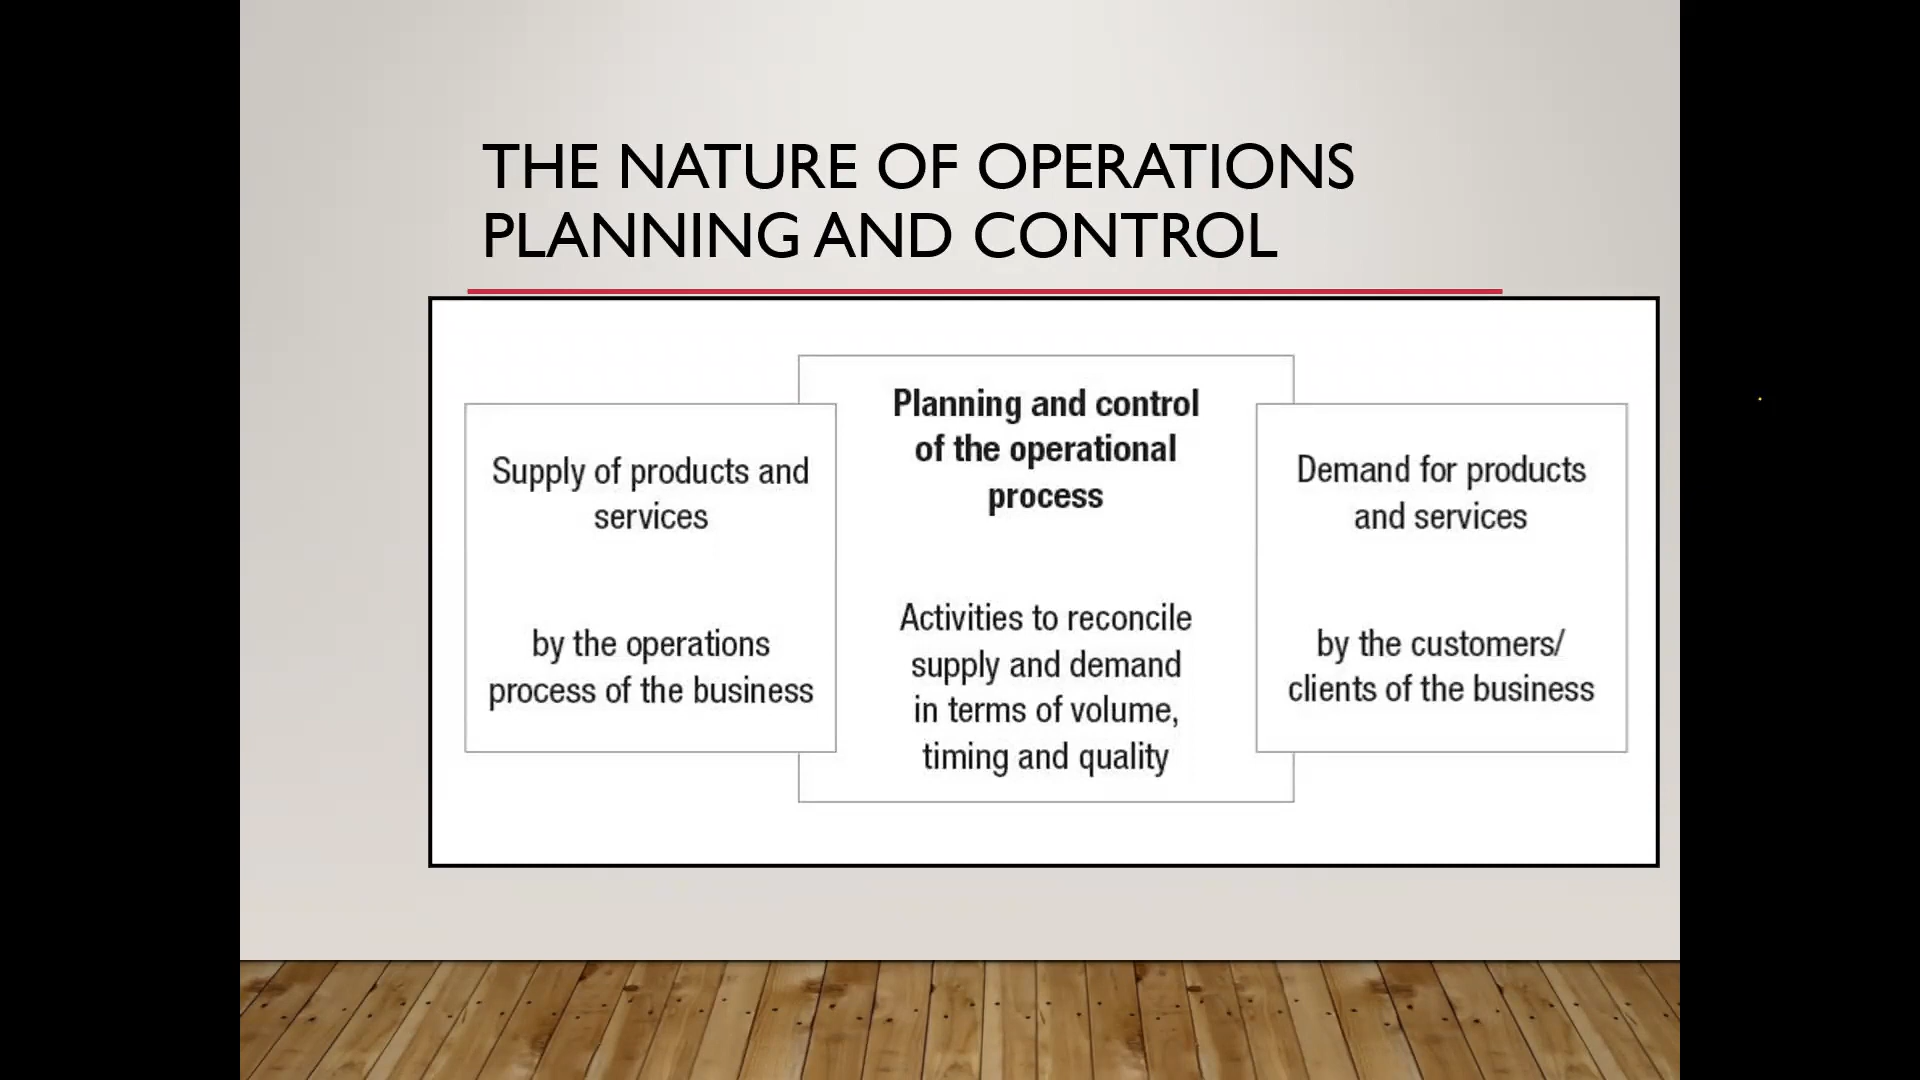 THE NATURE OF OPERATIONS
PLANNING AND CONTROL
Supply of products and
services
by the operations
process of the business
Planning and control
of the operational
process
Activities to reconcile
supply and demand
in terms of volume,
timing and quality
Demand for products
and services
by the customers/
clients of the business